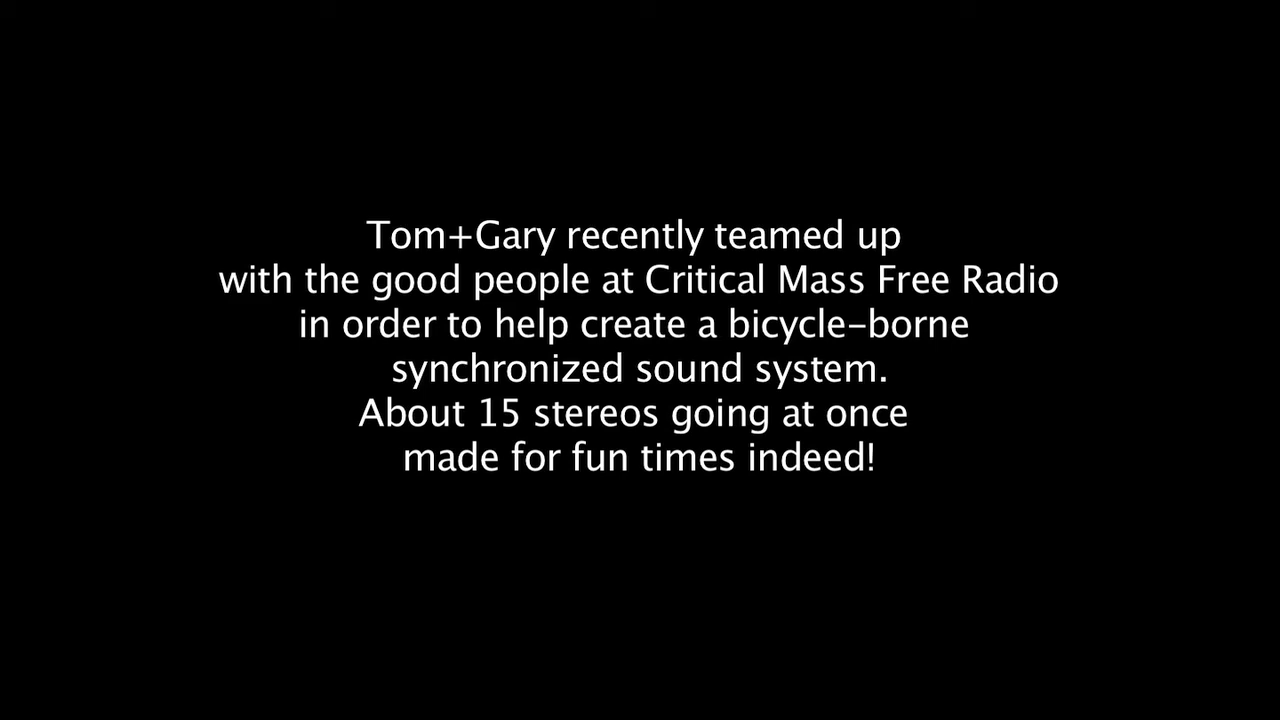 Tom+Gary recently teamed up
with the good people at Critical Mass Free Radio
in order to help create a bicycle-borne
synchronized sound system.
About 15 stereos going at once
made for fun times indeed!